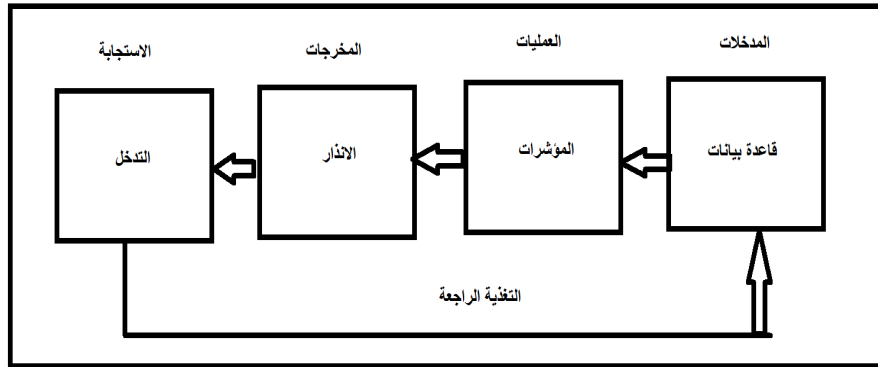 المدخلات
العمليات
المخرجات
الاستجابة
قاعدة بيانات
المؤشرات
الانذار
التدخل
التغذية الراجعة